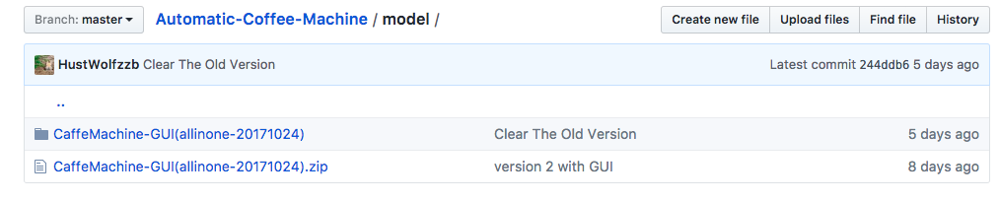 Branch: master Automatic-Coffee-Machine / model / Create new file Upload files Find file History
HustWolfzzb Clear The Old Version Latest commit 244ddb6 5 days ago
..
CaffeMachine-GUI(allinone-20171024) Clear The Old Version 5 days ago
CaffeMachine-GUI(allinone-20171024).zip version 2 with GUI 8 days ago